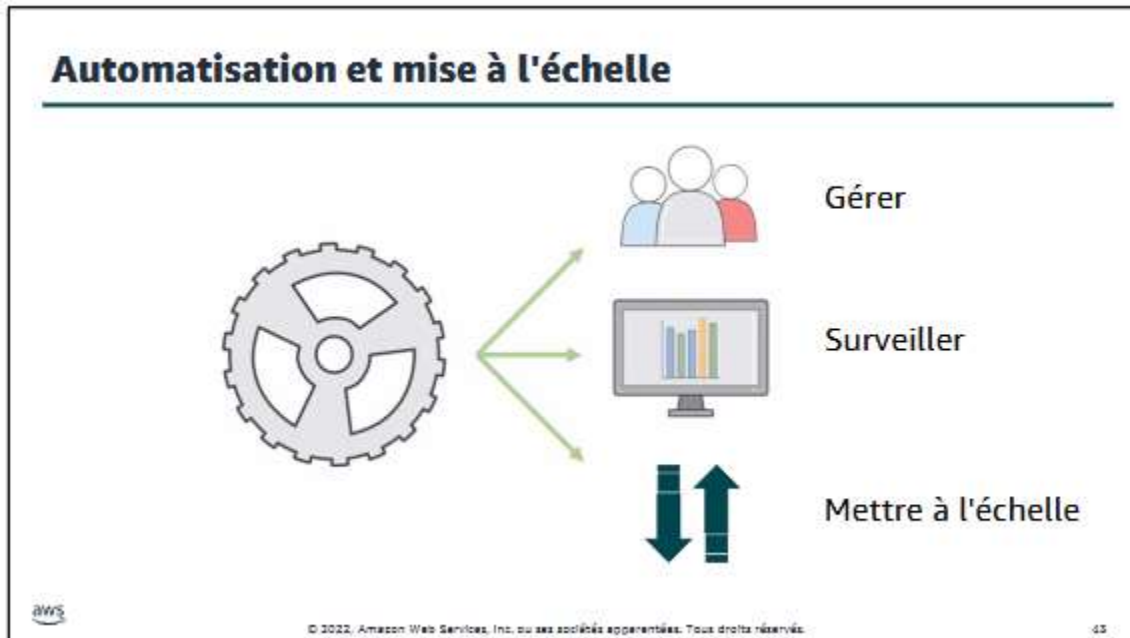 Automatisation et mise à l'échelle
Gérer
Surveiller
Mettre à l'échelle
aws
© 2022, Amazon Web Services, Inc. ou ses sociétés apparentées. Tous droits réservés.